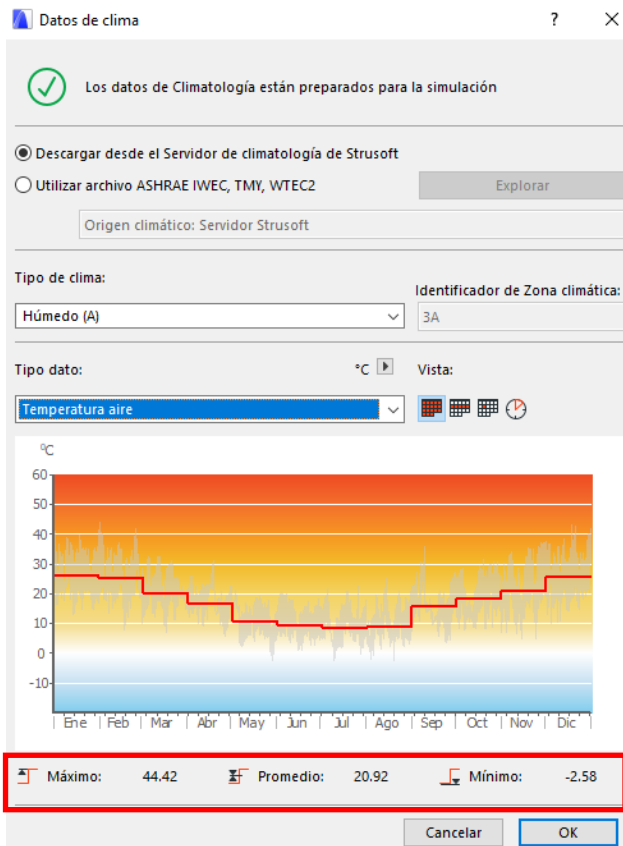 Datos de clima ? ×
Los datos de Climatología están preparados para la simulación
Descargar desde el Servidor de climatología de Strusoft
Utilizar archivo ASHRAE IWEC, TMY, WTEC2 Explorar
Origen climático: Servidor Strusoft
Tipo de clima:
Identificador de Zona climática:
Húmedo (A) 3A
Tipo dato: °C Vista:
Temperatura aire
ºC
60
50
40
30
20
10
0
-10
Ene Feb Mar Abr May Jun Jul Ago Sep Oct Nov Dic
Máximo: 44.42 Promedio: 20.92 Mínimo: -2.58
Cancelar OK